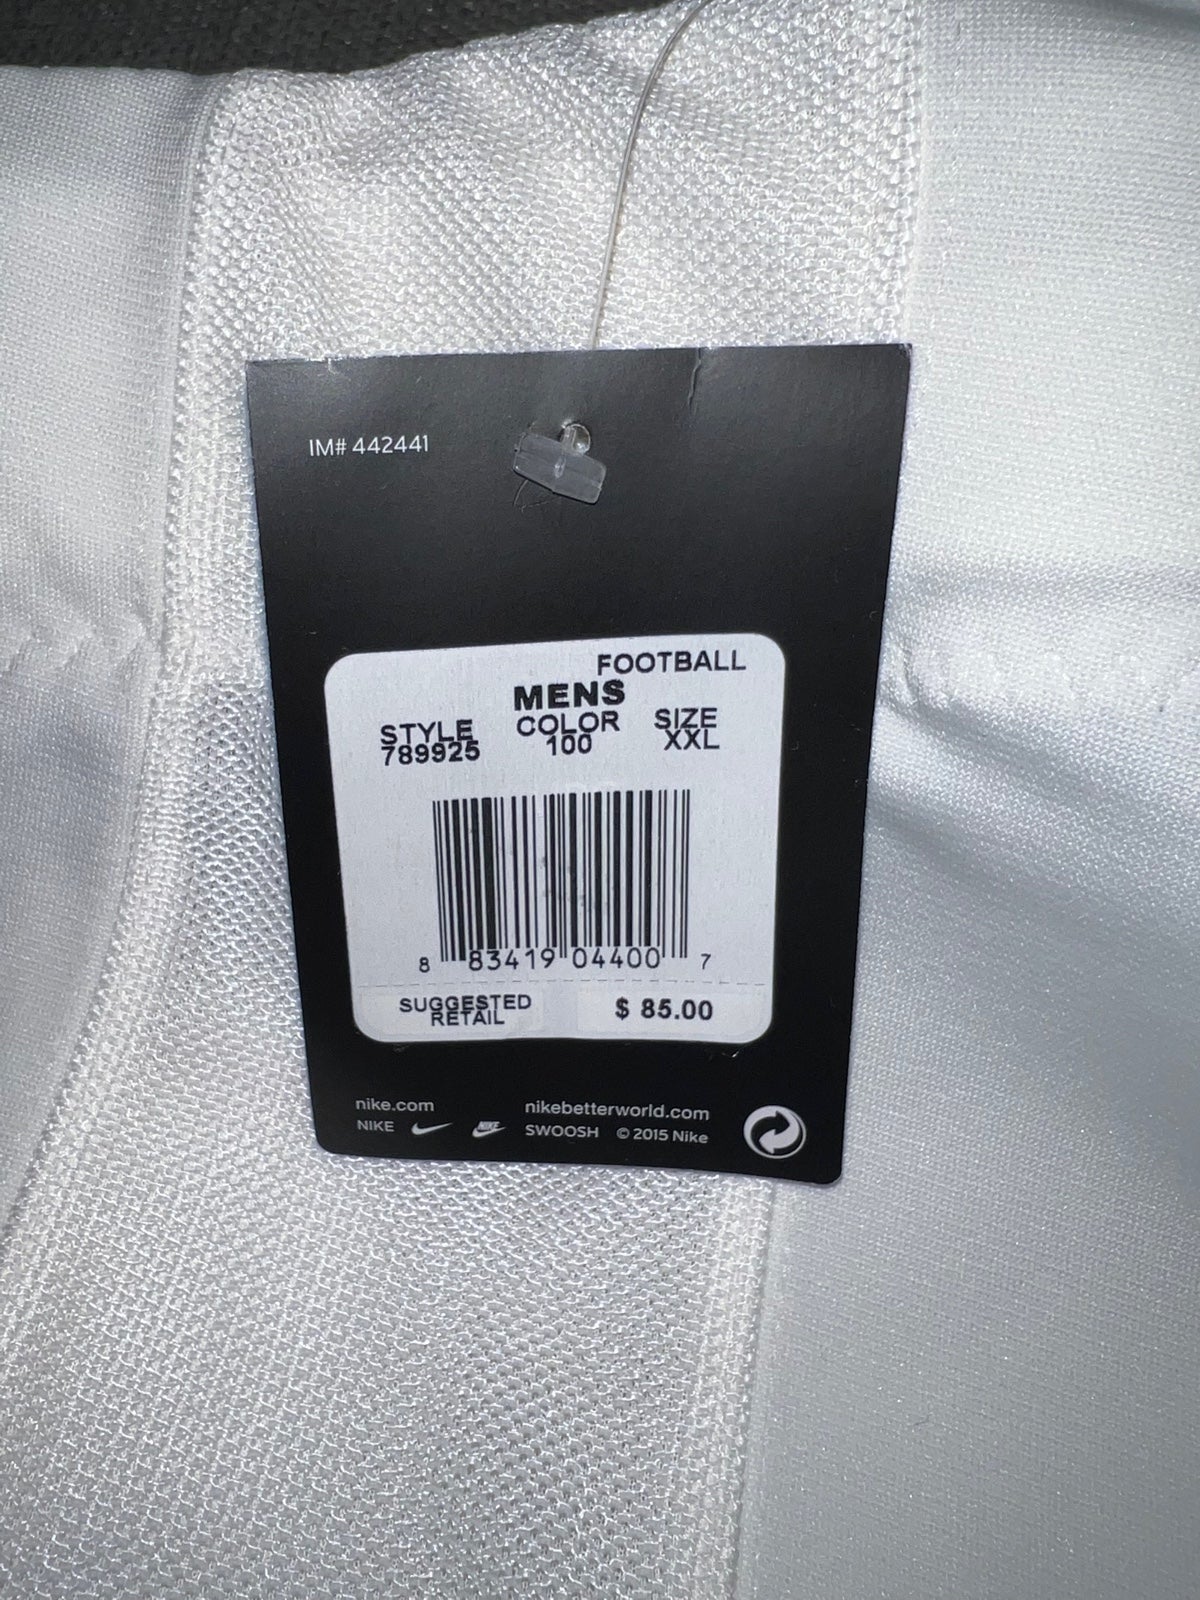 IM# 442441
FOOTBALL
MENS
STYLE COLOR SIZE
789925 100 XXL
8 83419 04400 7
SUGGESTED RETAIL $ 85.00
nike.com nikebetterworld.com
NIKE NIKE SWOOSH © 2015 Nike